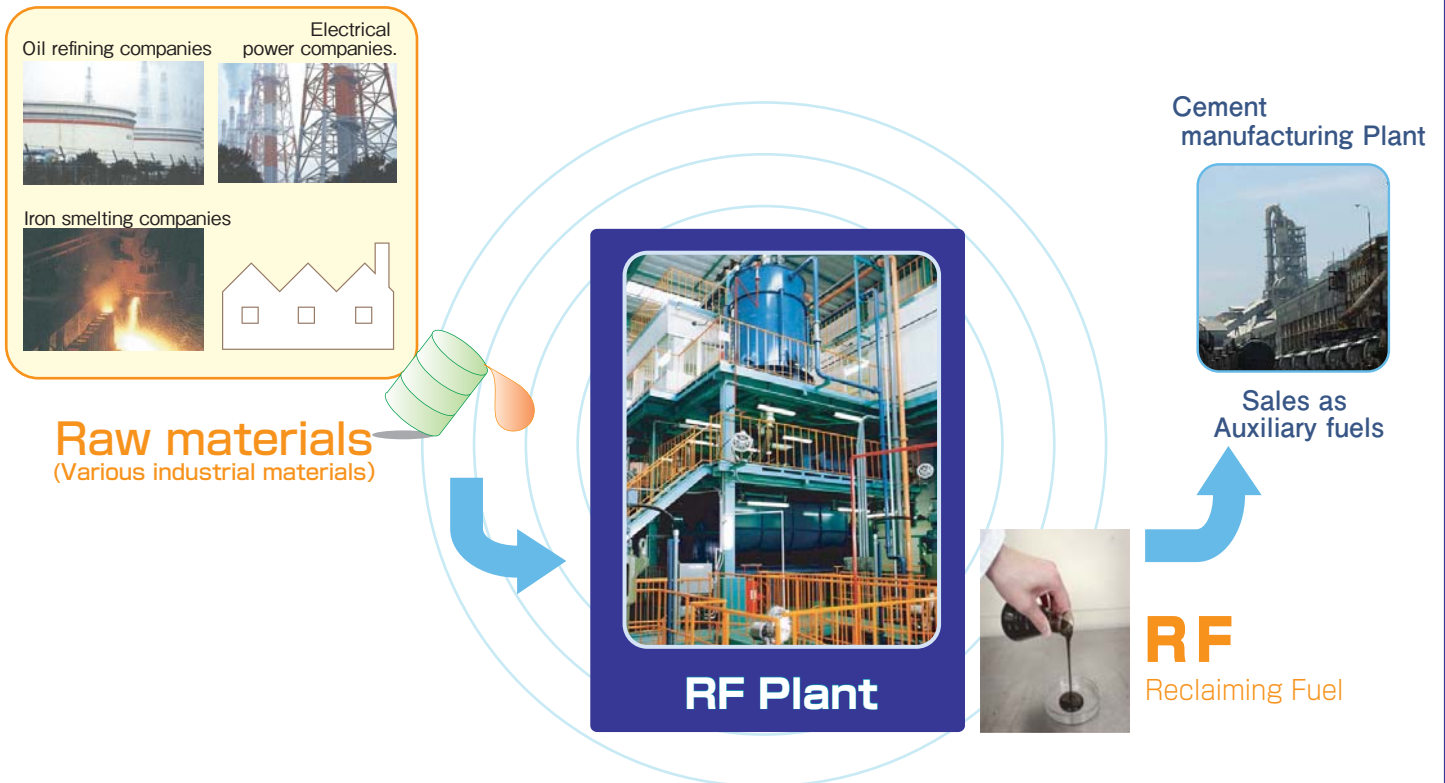 Oil refining companies
Electrical
power companies.
Iron smelting companies
Raw materials
(Various industrial materials)
RF Plant
RF
Reclaiming Fuel
Cement
manufacturing Plant
Sales as
Auxiliary fuels